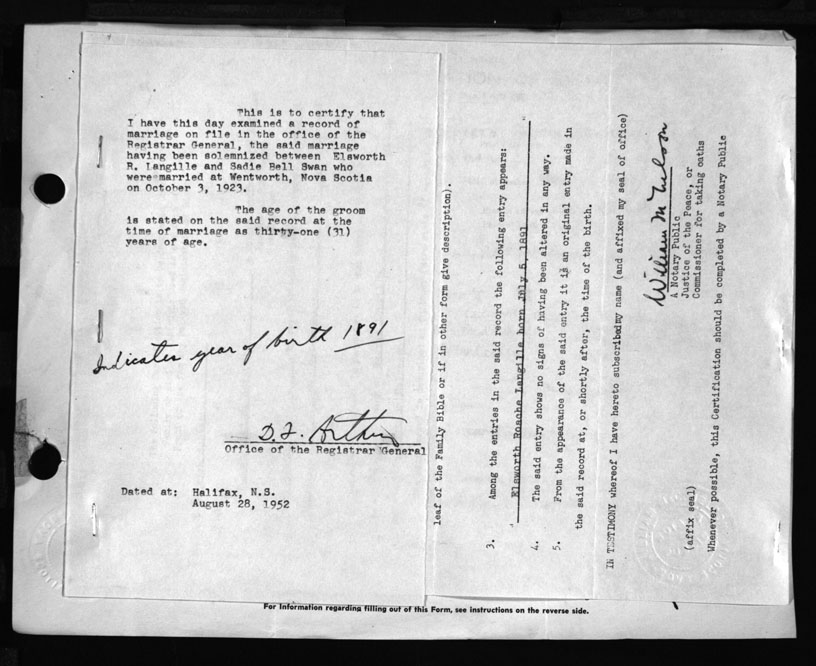 This is to certify that
I have this day examined a record of
marriage on file in the office of the
Registrar General, the said marriage
having been solemnized between Elsworth
R. Langille and Sadie Bell Swan who
were married at Wentworth, Nova Scotia
on October 3, 1923.
The age of the groom
is stated on the said record at the
time of marriage as thirty-one (31)
years of age.
Indicates year of birth 1891
D.F. Arthur
Office of the Registrar General
Dated at: Halifax, N.S.
August 28, 1952
leaf of the Family Bible or if in other form give description).
3. Among the entries in the said record the following entry appears:
" Elsworth Roache Langille born July 5, 1891 "
4. The said entry shows no signs of having been altered in any way.
5. From the appearance of the said entry it is an original entry made in
the said record at, or shortly after, the time of the birth.
IN TESTIMONY whereof I have hereto subscribed my name (and affixed my seal of office)
William M Nelson
A Notary Public
Justice of the Peace, or
Commissioner for taking oaths
(affix seal)
Whenever possible, this Certification should be completed by a Notary Public
For Information regarding filling out of this Form, see instructions on the reverse side.